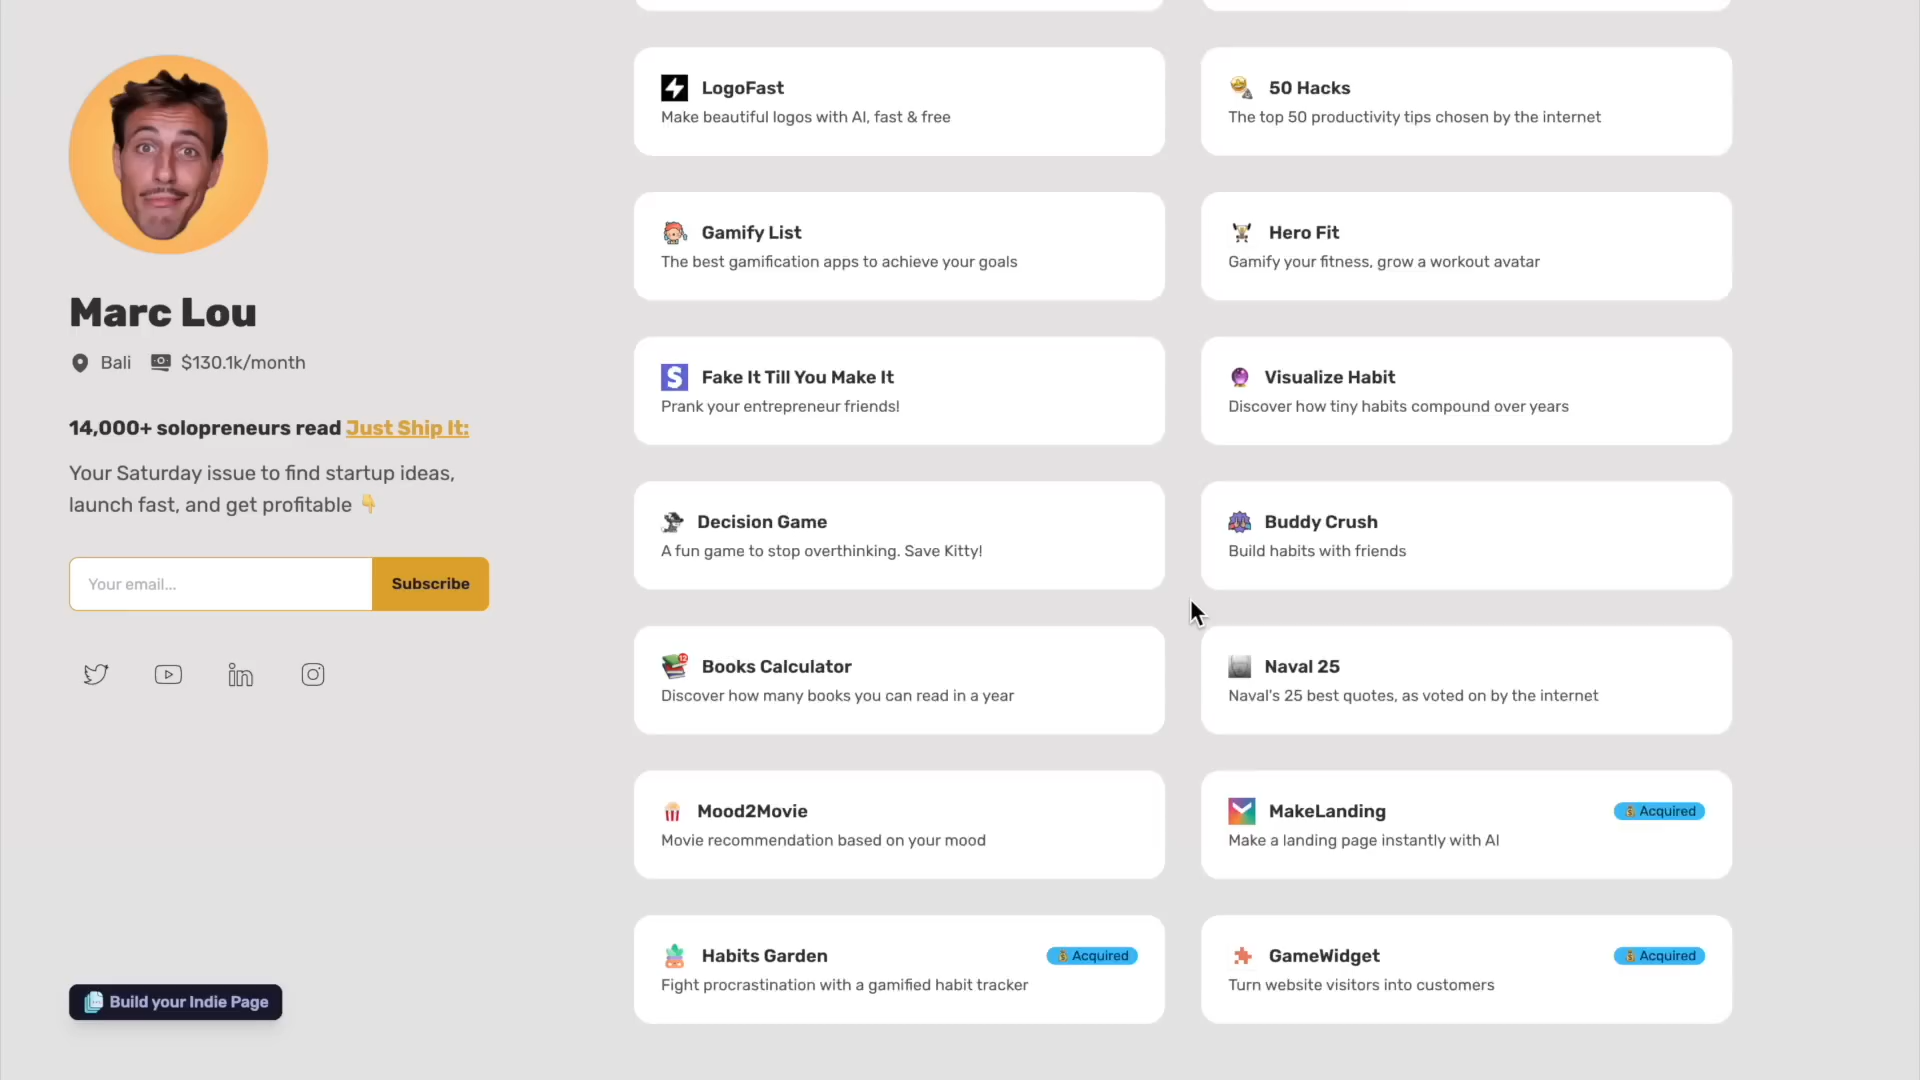 Marc Lou
Bali $130.1k/month
14,000+ solopreneurs read Just Ship It:
Your Saturday issue to find startup ideas,
launch fast, and get profitable 👇
Your email...
Subscribe
Build your Indie Page
LogoFast
Make beautiful logos with AI, fast & free
50 Hacks
The top 50 productivity tips chosen by the internet
Gamify List
The best gamification apps to achieve your goals
Hero Fit
Gamify your fitness, grow a workout avatar
S
Fake It Till You Make It
Prank your entrepreneur friends!
Visualize Habit
Discover how tiny habits compound over years
Decision Game
A fun game to stop overthinking. Save Kitty!
Buddy Crush
Build habits with friends
Books Calculator
Discover how many books you can read in a year
Naval 25
Naval's 25 best quotes, as voted on by the internet
Mood2Movie
Movie recommendation based on your mood
MakeLanding
💰 Acquired
Make a landing page instantly with AI
Habits Garden
💰 Acquired
Fight procrastination with a gamified habit tracker
GameWidget
💰 Acquired
Turn website visitors into customers